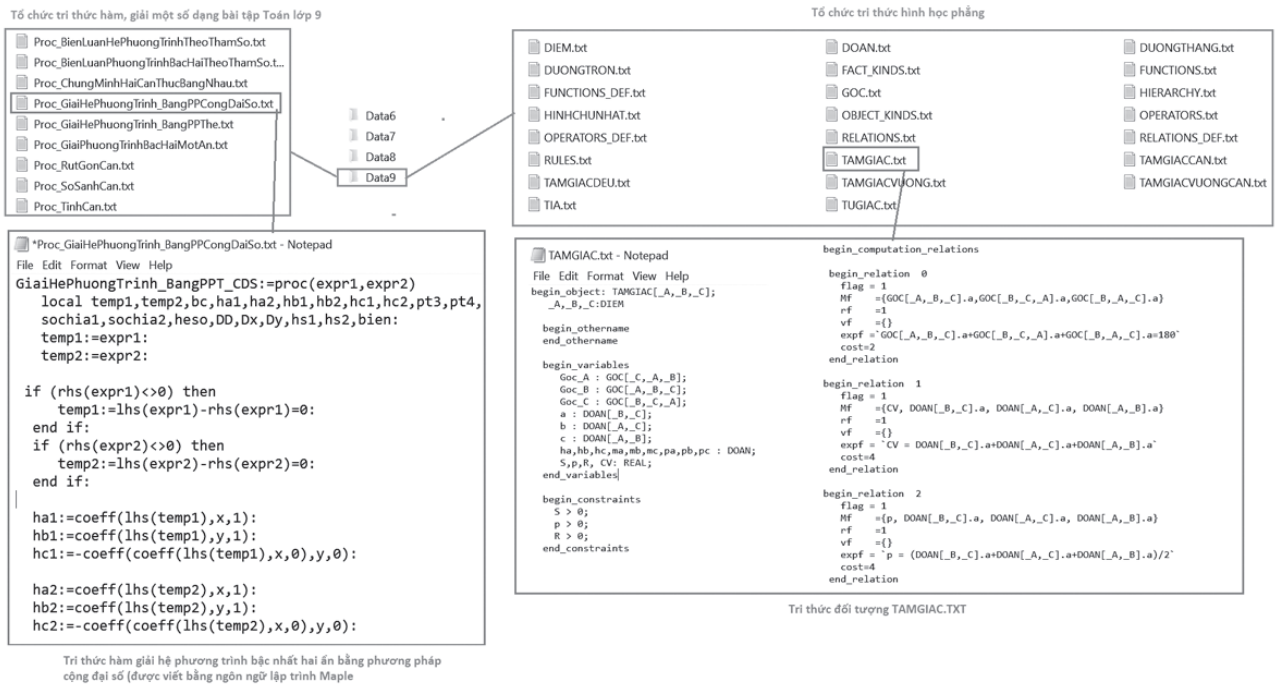 Tổ chức tri thức hàm, giải một số dạng bài tập Toán lớp 9
Proc_BienLuanHePhuongTrinhTheoThamSo.txt
Proc_BienLuanPhuongTrinhBacHaiTheoThamSo.t...
Proc_ChungMinhHaiCanThucBangNhau.txt
Proc_GiaiHePhuongTrinh_BangPPCongDaiSo.txt
Proc_GiaiHePhuongTrinh_BangPPThe.txt
Proc_GiaiPhuongTrinhBacHaiMotAn.txt
Proc_RutGonCan.txt
Proc_SoSanhCan.txt
Proc_TinhCan.txt
Data6
Data7
Data8
Data9
Tổ chức tri thức hình học phẳng
DIEM.txt
DUONGTRON.txt
FUNCTIONS_DEF.txt
HINHCHUNHAT.txt
OPERATORS_DEF.txt
RULES.txt
TAMGIACDEU.txt
TIA.txt
DOAN.txt
FACT_KINDS.txt
GOC.txt
OBJECT_KINDS.txt
RELATIONS.txt
TAMGIAC.txt
TAMGIACVUONG.txt
TUGIAC.txt
DUONGTHANG.txt
FUNCTIONS.txt
HIERARCHY.txt
OPERATORS.txt
RELATIONS_DEF.txt
TAMGIACCAN.txt
TAMGIACVUONGCAN.txt
*Proc_GiaiHePhuongTrinh_BangPPCongDaiSo.txt - Notepad
File Edit Format View Help
GiaiHePhuongTrinh_BangPPT_CDS:=proc(expr1,expr2)
local temp1,temp2,bc,ha1,ha2,hb1,hb2,hc1,hc2,pt3,pt4,
sochia1,sochia2,heso,DD,Dx,Dy,hs1,hs2,bien:
temp1:=expr1:
temp2:=expr2:
if (rhs(expr1)<>0) then
temp1:=lhs(expr1)-rhs(expr1)=0:
end if:
if (rhs(expr2)<>0) then
temp2:=lhs(expr2)-rhs(expr2)=0:
end if:
ha1:=coeff(lhs(temp1),x,1):
hb1:=coeff(lhs(temp1),y,1):
hc1:=-coeff(coeff(lhs(temp1),x,0),y,0):
ha2:=coeff(lhs(temp2),x,1):
hb2:=coeff(lhs(temp2),y,1):
hc2:=-coeff(coeff(lhs(temp2),x,0),y,0):
Tri thức hàm giải hệ phương trình bậc nhất hai ẩn bằng phương pháp
cộng đại số (được viết bằng ngôn ngữ lập trình Maple
TAMGIAC.txt - Notepad
File Edit Format View Help
begin_object: TAMGIAC[_A,_B,_C];
_A,_B,_C:DIEM
begin_othername
end_othername
begin_variables
Goc_A : GOC[_C,_A,_B];
Goc_B : GOC[_A,_B,_C];
Goc_C : GOC[_B,_C,_A];
a : DOAN[_B,_C];
b : DOAN[_A,_C];
c : DOAN[_A,_B];
ha,hb,hc,ma,mb,mc,pa,pb,pc : DOAN;
S,p,R, CV: REAL;
end_variables
begin_constraints
S > 0;
p > 0;
R > 0;
end_constraints
begin_computation_relations
begin_relation 0
flag = 1
Mf ={GOC[_A,_B,_C].a,GOC[_B,_C,_A].a,GOC[_B,_A,_C].a}
rf =1
vf ={}
expf =`GOC[_A,_B,_C].a+GOC[_B,_C,_A].a+GOC[_B,_A,_C].a=180`
cost=2
end_relation
begin_relation 1
flag = 1
Mf ={CV, DOAN[_B,_C].a, DOAN[_A,_C].a, DOAN[_A,_B].a}
rf =1
vf ={}
expf = `CV = DOAN[_B,_C].a+DOAN[_A,_C].a+DOAN[_A,_B].a`
cost=4
end_relation
begin_relation 2
flag = 1
Mf ={p, DOAN[_B,_C].a, DOAN[_A,_C].a, DOAN[_A,_B].a}
rf =1
vf ={}
expf = `p = (DOAN[_B,_C].a+DOAN[_A,_C].a+DOAN[_A,_B].a)/2`
cost=4
end_relation
Tri thức đối tượng TAMGIAC.TXT